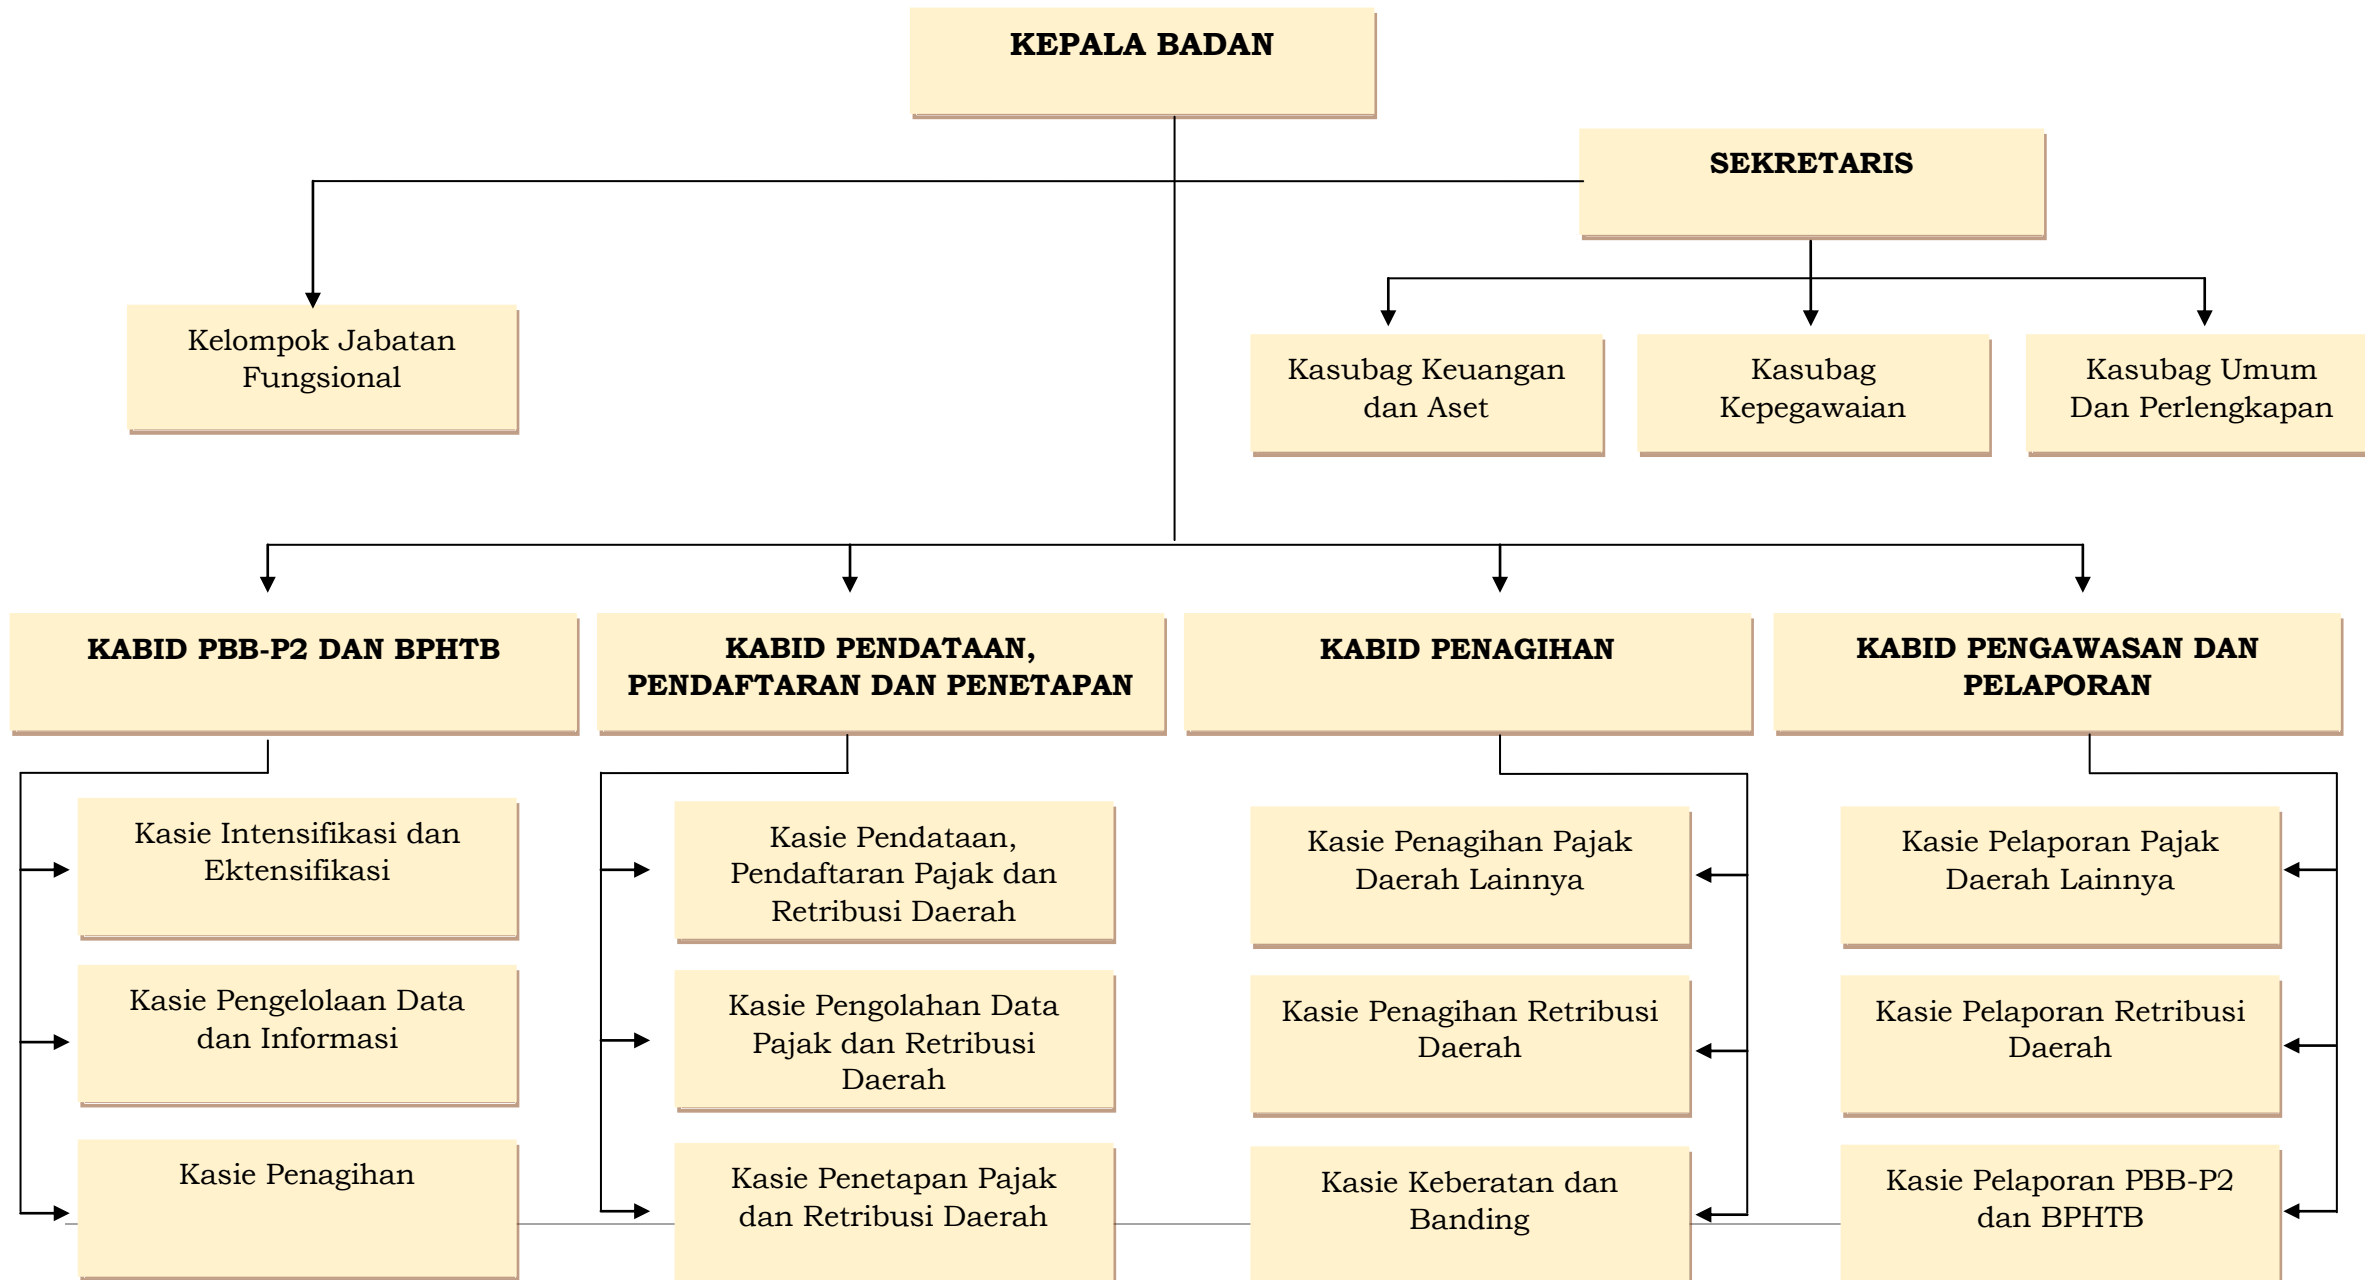 KEPALA BADAN
SEKRETARIS
Kelompok Jabatan
Fungsional
Kasubag Keuangan
dan Aset
Kasubag
Kepegawaian
Kasubag Umum
Dan Perlengkapan
KABID PBB-P2 DAN BPHTB
KABID PENDATAAN,
PENDAFTARAN DAN PENETAPAN
KABID PENAGIHAN
KABID PENGAWASAN DAN
PELAPORAN
Kasie Intensifikasi dan
Ektensifikasi
Kasie Pendataan,
Pendaftaran Pajak dan
Retribusi Daerah
Kasie Penagihan Pajak
Daerah Lainnya
Kasie Pelaporan Pajak
Daerah Lainnya
Kasie Pengelolaan Data
dan Informasi
Kasie Pengolahan Data
Pajak dan Retribusi
Daerah
Kasie Penagihan Retribusi
Daerah
Kasie Pelaporan Retribusi
Daerah
Kasie Penagihan
Kasie Penetapan Pajak
dan Retribusi Daerah
Kasie Keberatan dan
Banding
Kasie Pelaporan PBB-P2
dan BPHTB